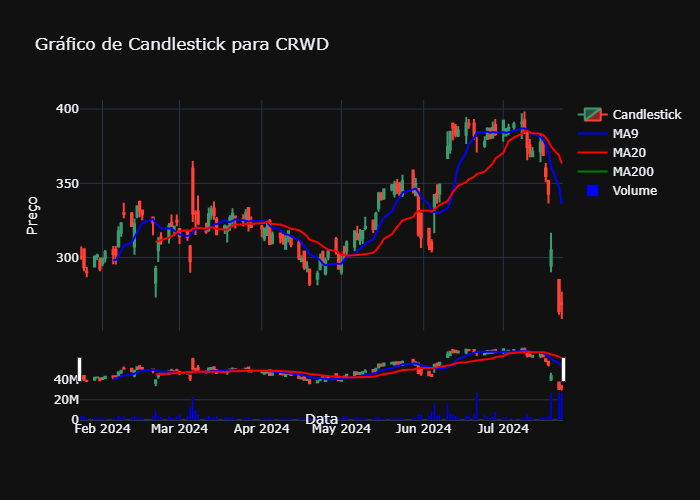 Gráfico de Candlestick para CRWD
400
350
300
Preço
Candlestick
MA9
MA20
MA200
Volume
40M
20M
0
Feb 2024
Mar 2024
Apr 2024
May 2024
Jun 2024
Jul 2024
Data